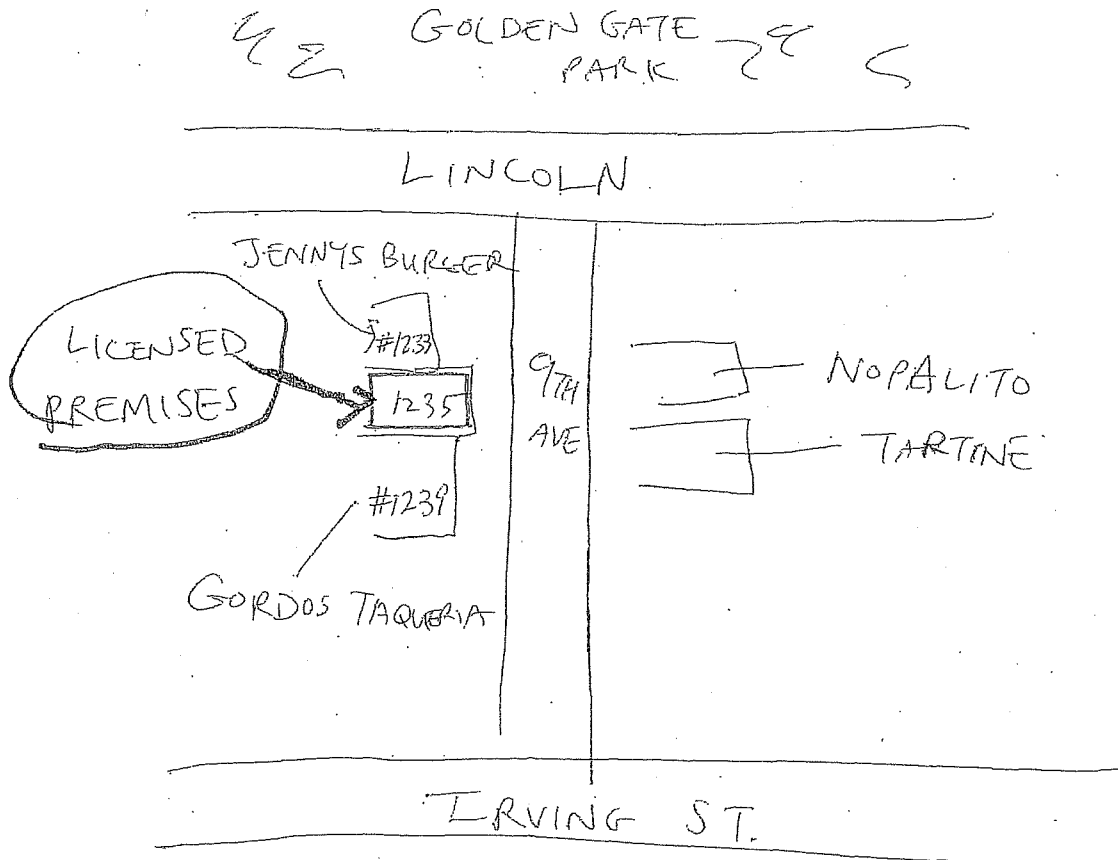 GOLDEN GATE
PARK
LINCOLN
JENNYS BURGER
LICENSED
PREMISES
#1233
1235
#1239
9TH
AVE
NOPALITO
TARTINE
GORDOS TAQUERIA
IRVING ST.